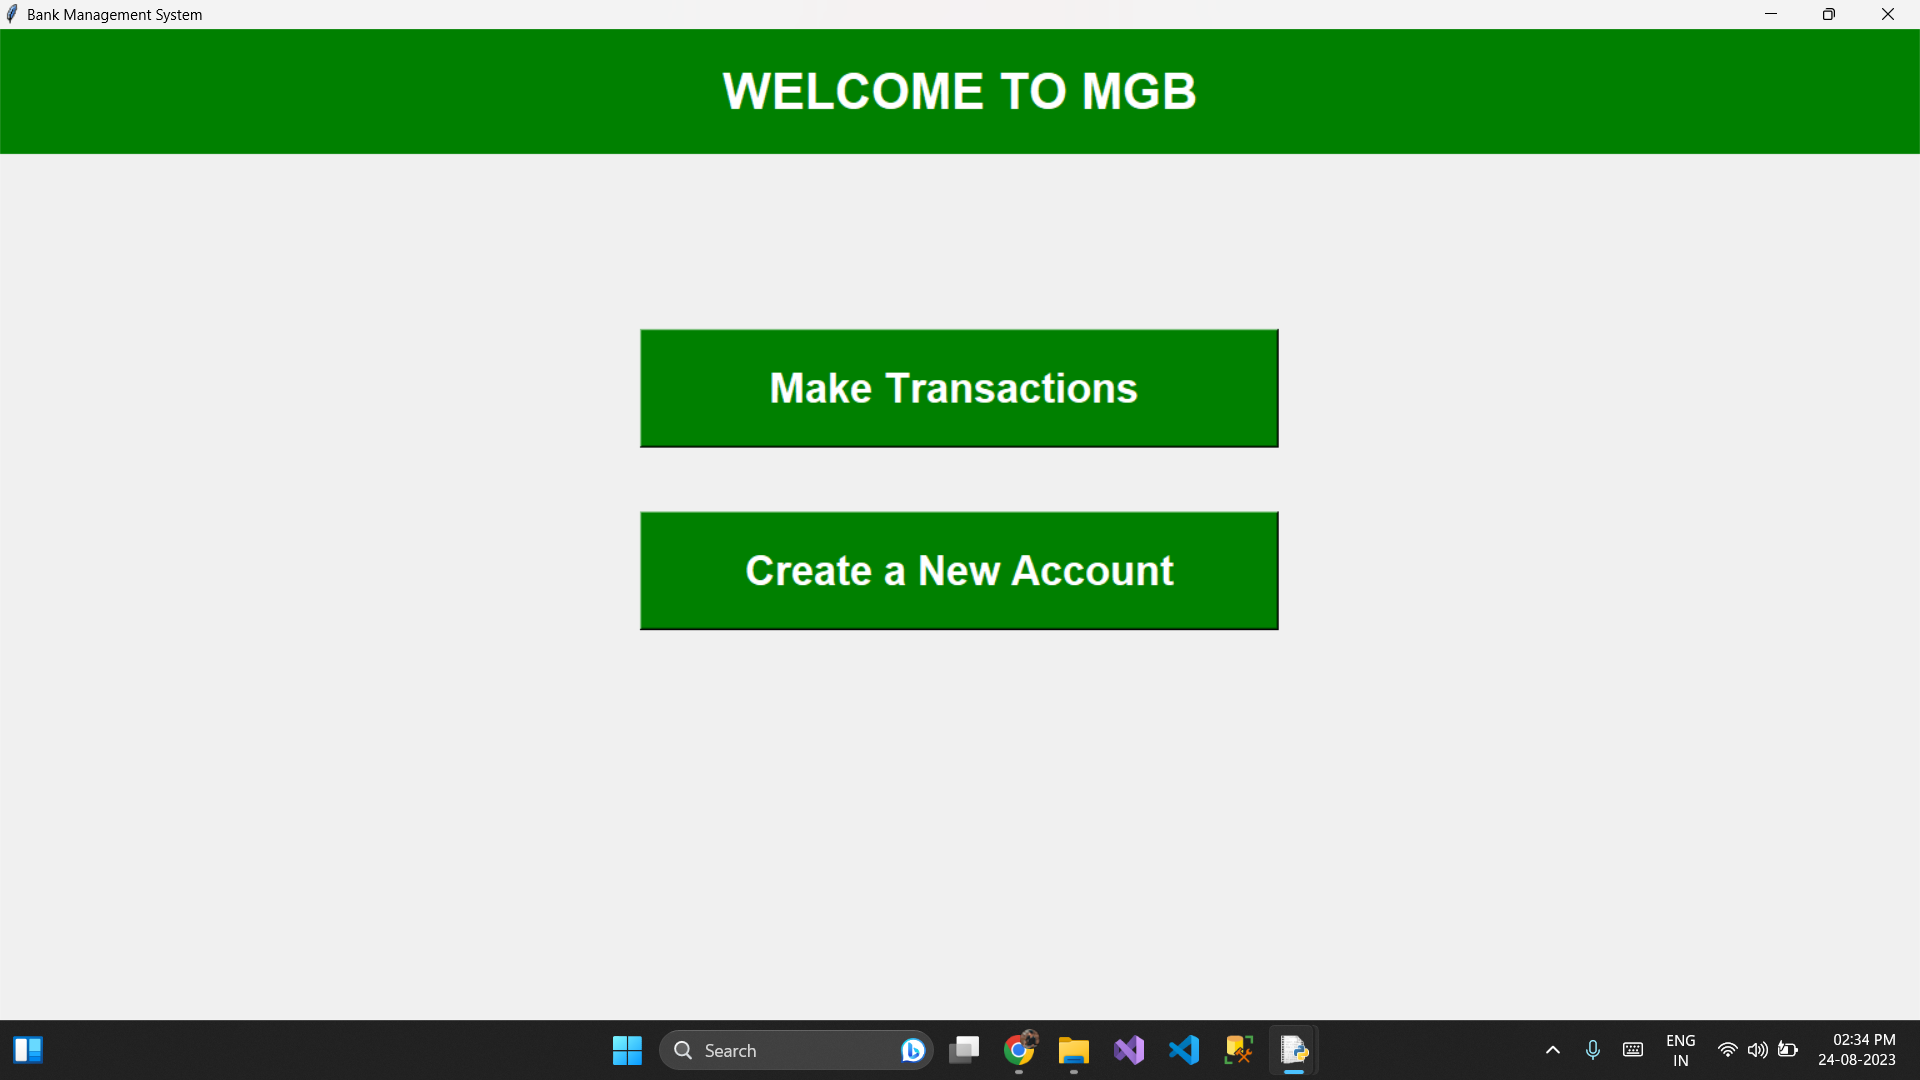 Bank Management System
WELCOME TO MGB
Make Transactions
Create a New Account
Search
ENG
IN
02:34 PM
24-08-2023